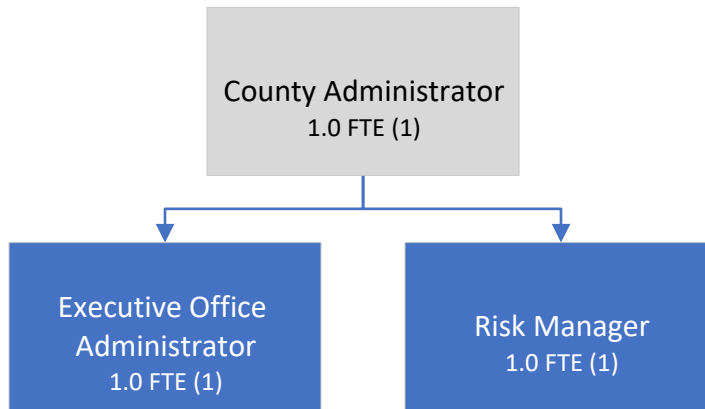 County Administrator
1.0 FTE (1)
Executive Office
Administrator
1.0 FTE (1)
Risk Manager
1.0 FTE (1)